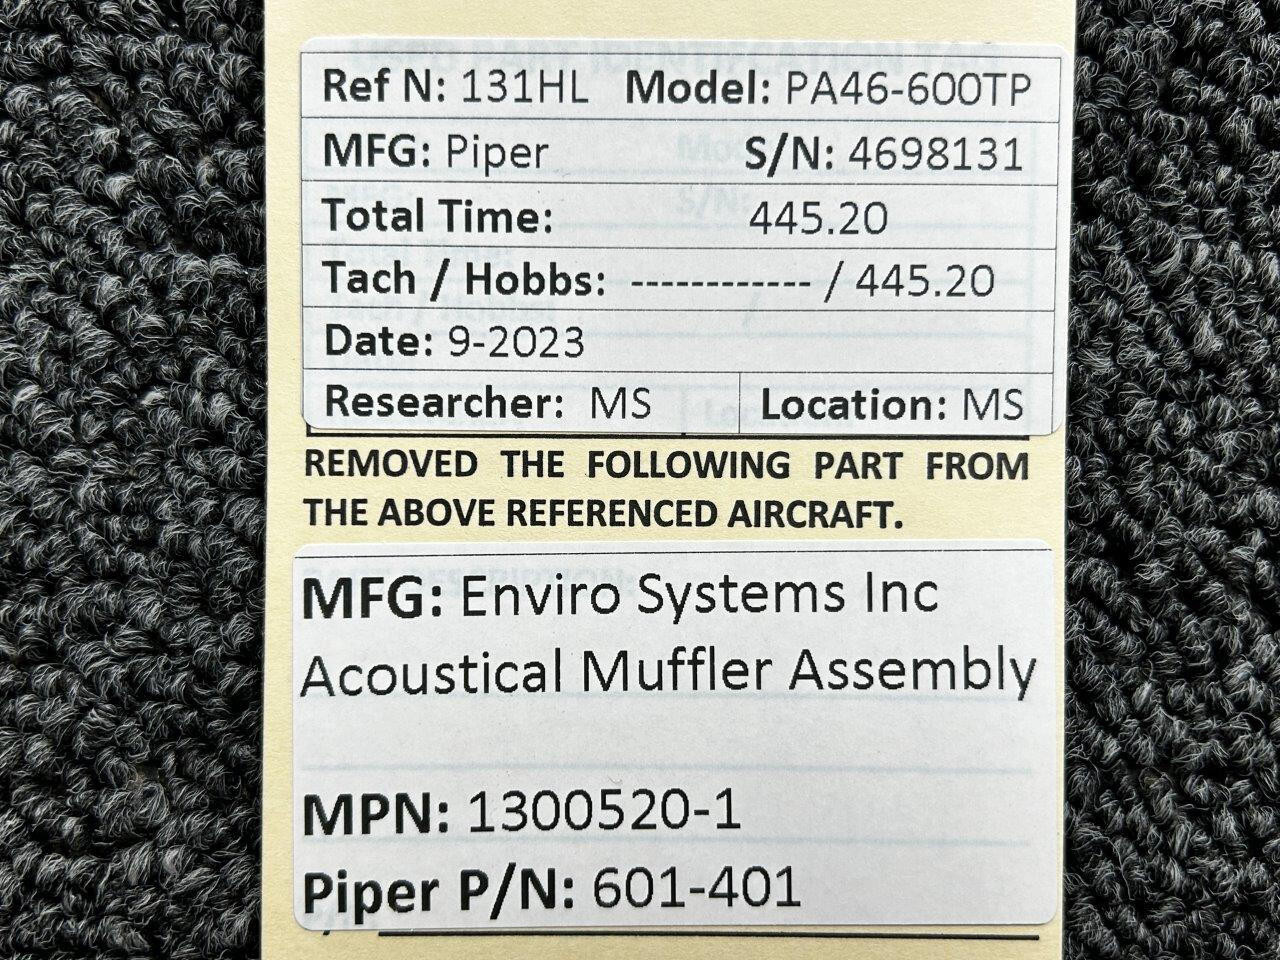 Ref N: 131HL Model: PA46-600TP
MFG: Piper S/N: 4698131
Total Time: 445.20
Tach / Hobbs: ------------ / 445.20
Date: 9-2023
Researcher: MS Location: MS
REMOVED THE FOLLOWING PART FROM
THE ABOVE REFERENCED AIRCRAFT.
MFG: Enviro Systems Inc
Acoustical Muffler Assembly
MPN: 1300520-1
Piper P/N: 601-401